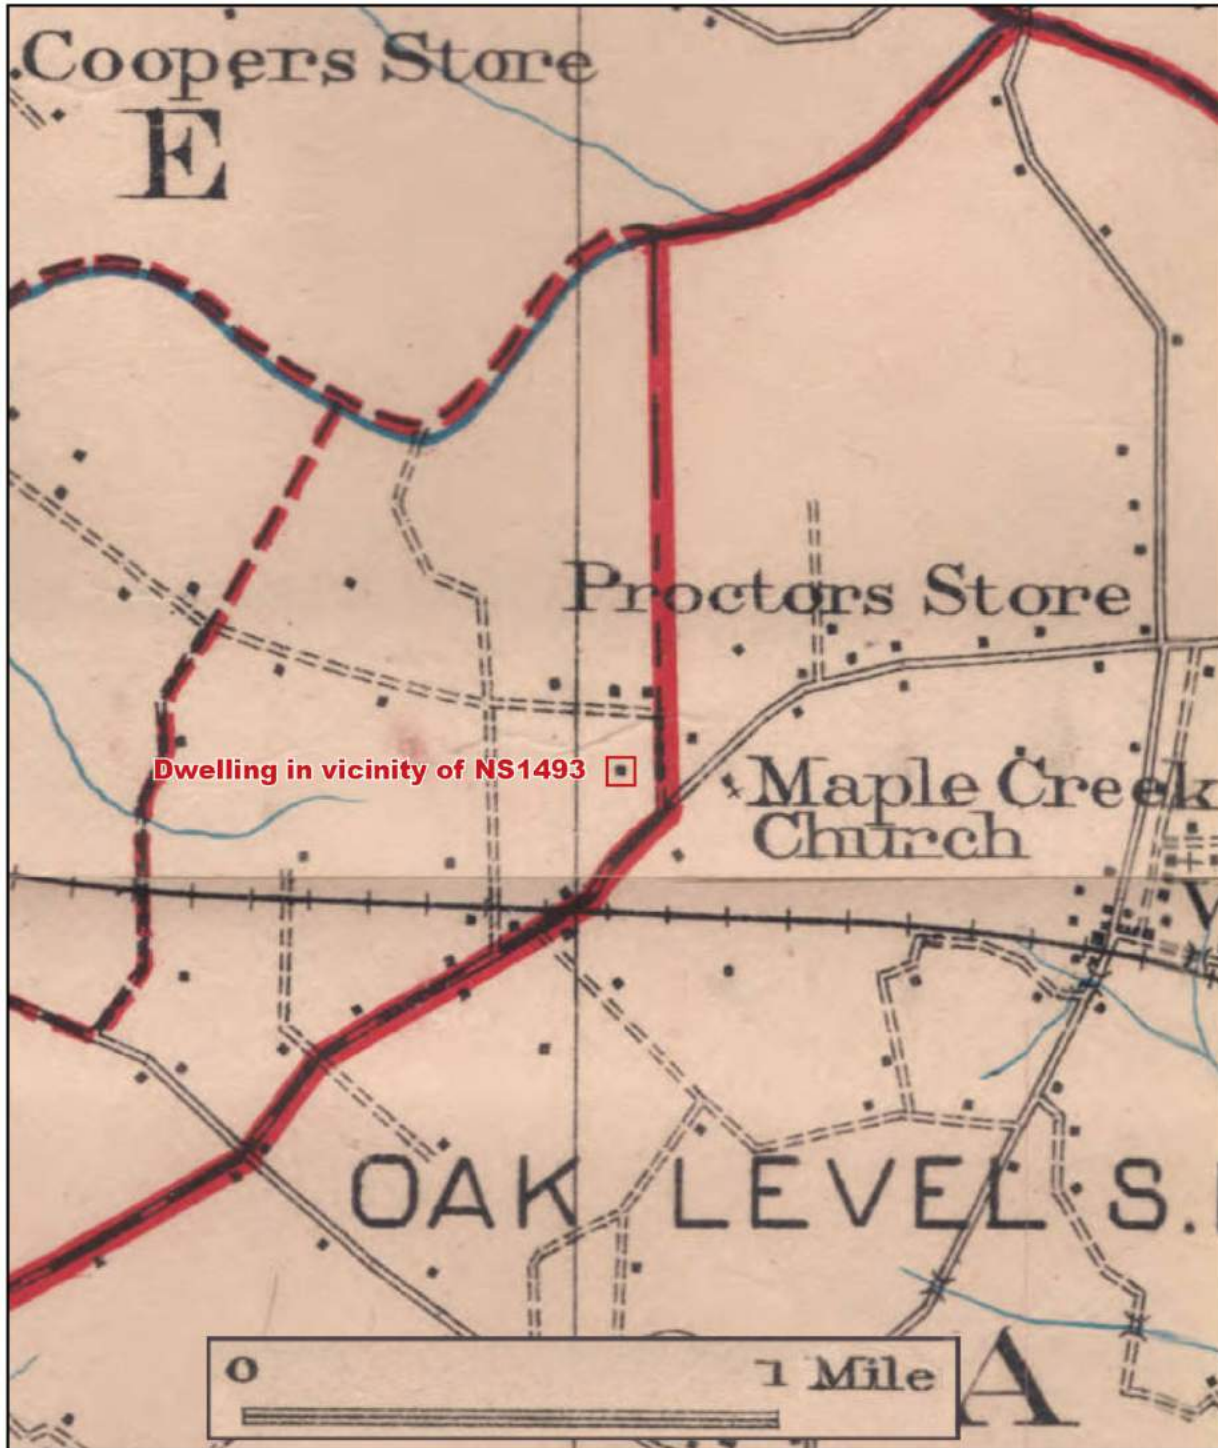 Coopers Store
E
Proctors Store
Dwelling in vicinity of NS1493
Maple Creek
Church
OAK LEVEL S.
0 1 Mile
A